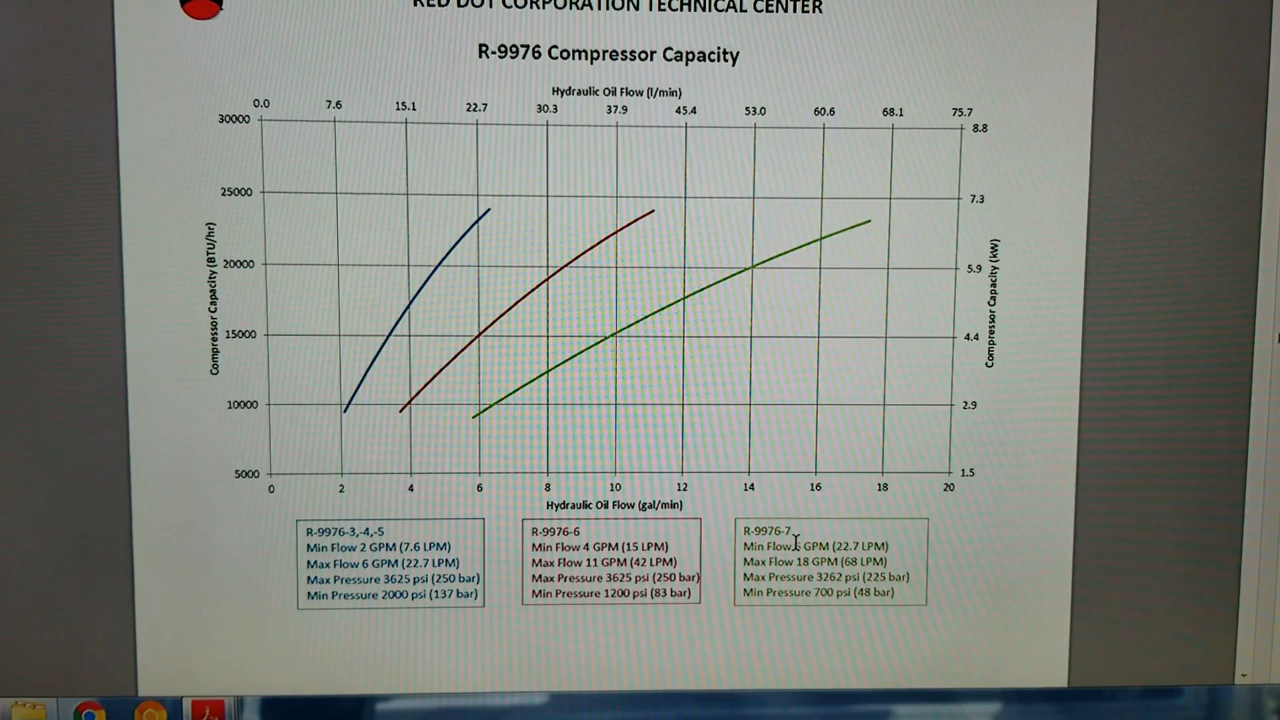 RED DOT CORPORATION TECHNICAL CENTER
R-9976 Compressor Capacity
Hydraulic Oil Flow (l/min)
0.0 7.6 15.1 22.7 30.3 37.9 45.4 53.0 60.6 68.1 75.7
30000 8.8
25000 7.3
20000 5.9
15000 4.4
10000 2.9
5000 1.5
Compressor Capacity (BTU/hr)
Compressor Capacity (kW)
0 2 4 6 8 10 12 14 16 18 20
Hydraulic Oil Flow (gal/min)
R-9976-3,-4,-5
Min Flow 2 GPM (7.6 LPM)
Max Flow 6 GPM (22.7 LPM)
Max Pressure 3625 psi (250 bar)
Min Pressure 2000 psi (137 bar)
R-9976-6
Min Flow 4 GPM (15 LPM)
Max Flow 11 GPM (42 LPM)
Max Pressure 3625 psi (250 bar)
Min Pressure 1200 psi (83 bar)
R-9976-7
Min Flow 6 GPM (22.7 LPM)
Max Flow 18 GPM (68 LPM)
Max Pressure 3262 psi (225 bar)
Min Pressure 700 psi (48 bar)